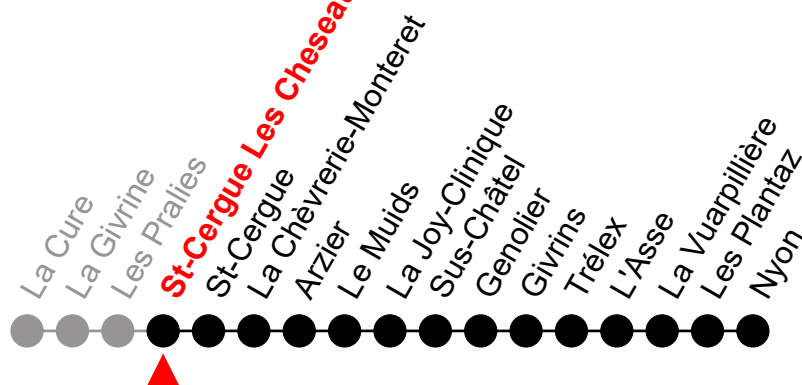 La Cure
La Givrine
Les Pralies
St-Cergue Les
St-Cergue
La Chèvrerie-Monteret
Arzier
Le Muids
La Joy-Clinique
Sus-Châtel
Genolier
Givrins
Trélex
L'Asse
La Vuarpillière
Les Plantaz
Nyon